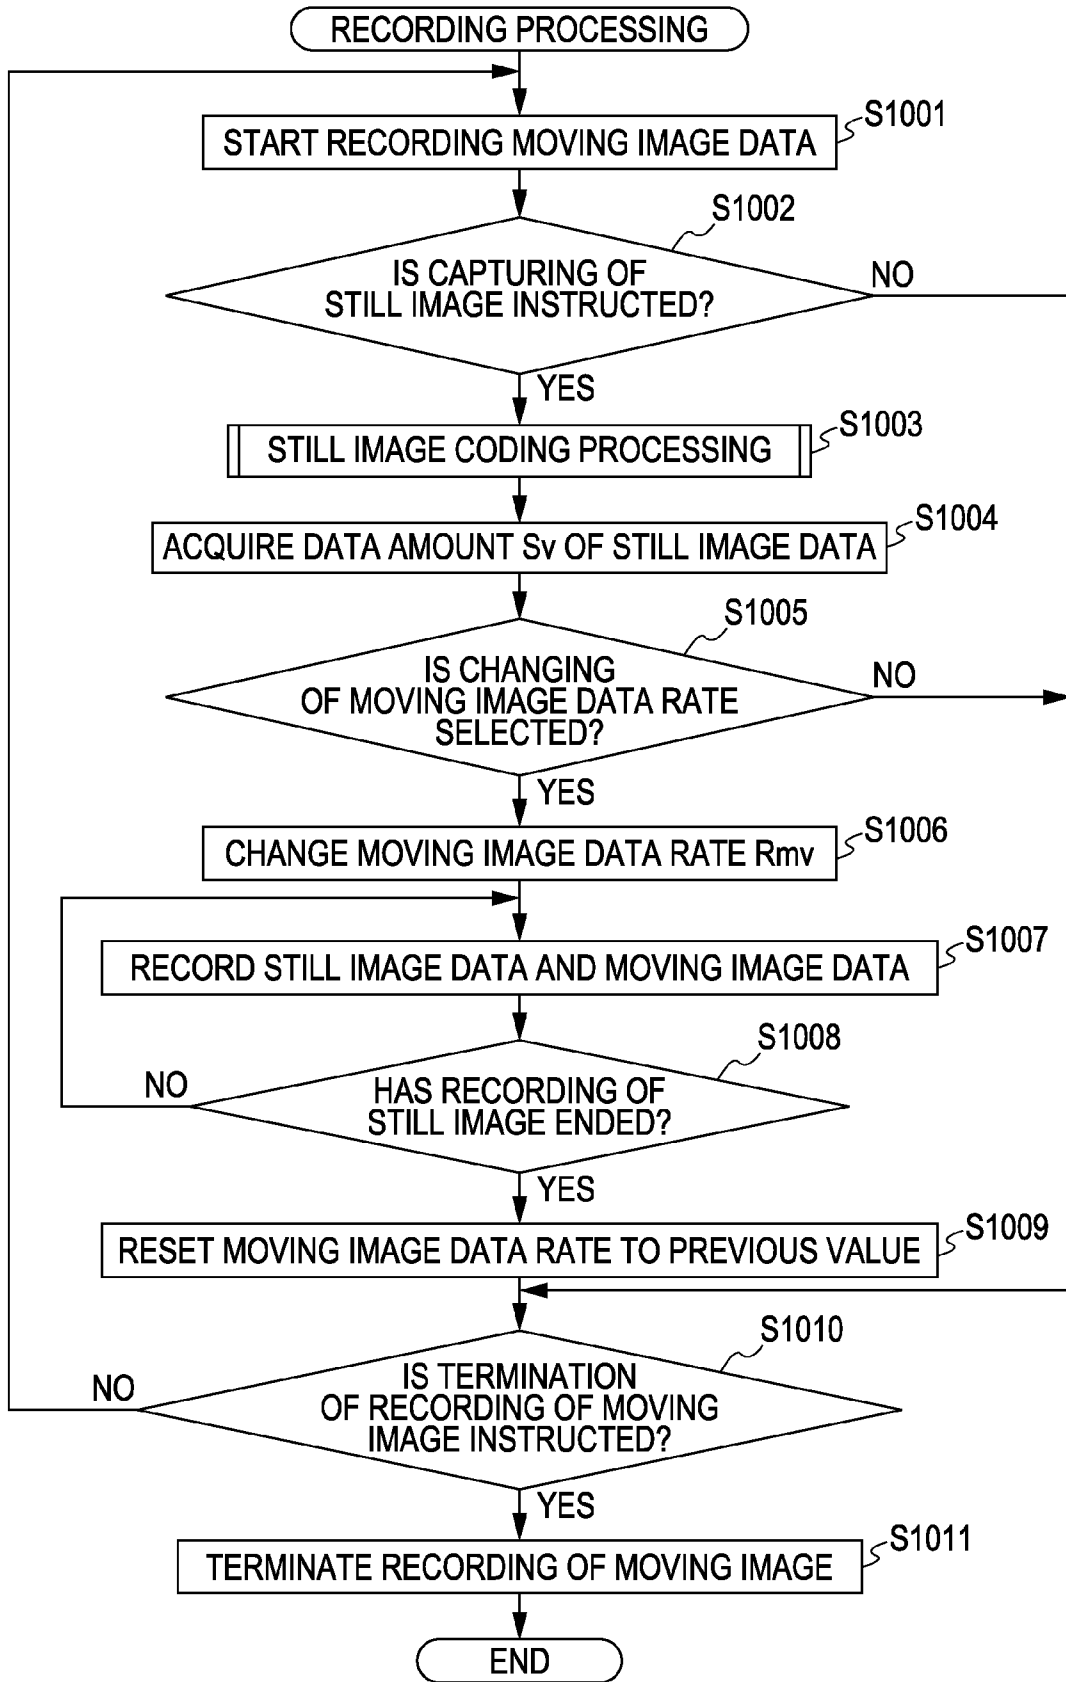 RECORDING PROCESSING
S1001
START RECORDING MOVING IMAGE DATA
S1002
IS CAPTURING OF
STILL IMAGE INSTRUCTED?
NO
YES
S1003
STILL IMAGE CODING PROCESSING
S1004
ACQUIRE DATA AMOUNT Sv OF STILL IMAGE DATA
S1005
IS CHANGING
OF MOVING IMAGE DATA RATE
SELECTED?
NO
YES
S1006
CHANGE MOVING IMAGE DATA RATE Rmv
S1007
RECORD STILL IMAGE DATA AND MOVING IMAGE DATA
S1008
HAS RECORDING OF
STILL IMAGE ENDED?
NO
YES
S1009
RESET MOVING IMAGE DATA RATE TO PREVIOUS VALUE
S1010
IS TERMINATION
OF RECORDING OF MOVING
IMAGE INSTRUCTED?
NO
YES
S1011
TERMINATE RECORDING OF MOVING IMAGE
END